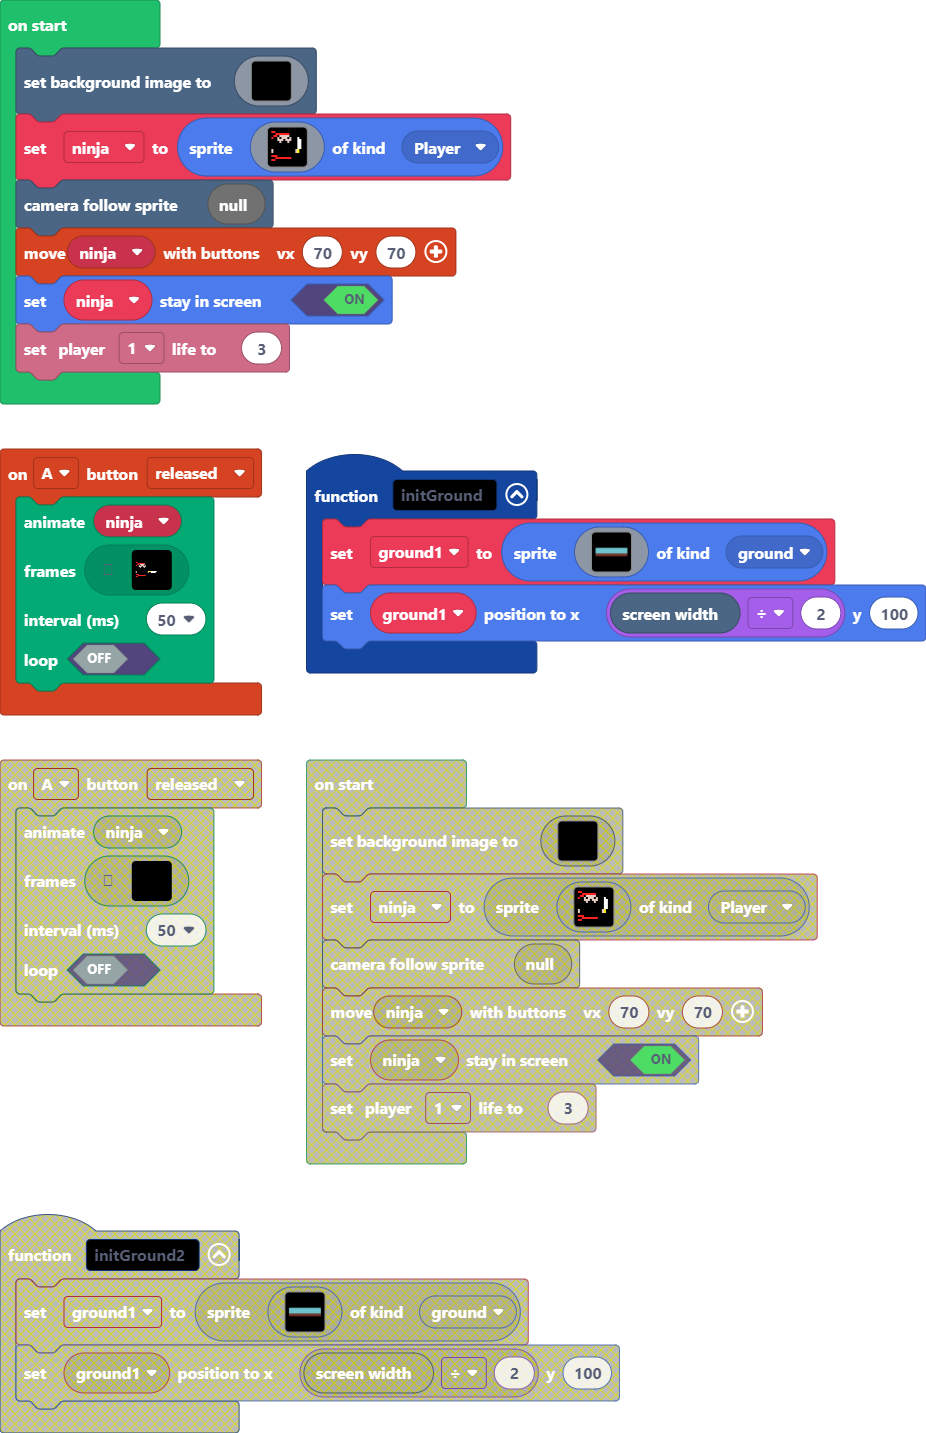 on start
set background image to
set ninja to sprite of kind Player
camera follow sprite null
move ninja with buttons vx 70 vy 70
set ninja stay in screen ON
set player 1 life to 3
on A button released
animate ninja
frames
interval (ms) 50
loop OFF
function initGround
set ground1 to sprite of kind ground
set ground1 position to x screen width ÷ 2 y 100
on A button released
animate ninja
frames
interval (ms) 50
loop OFF
on start
set background image to
set ninja to sprite of kind Player
camera follow sprite null
move ninja with buttons vx 70 vy 70
set ninja stay in screen ON
set player 1 life to 3
function initGround2
set ground1 to sprite of kind ground
set ground1 position to x screen width ÷ 2 y 100